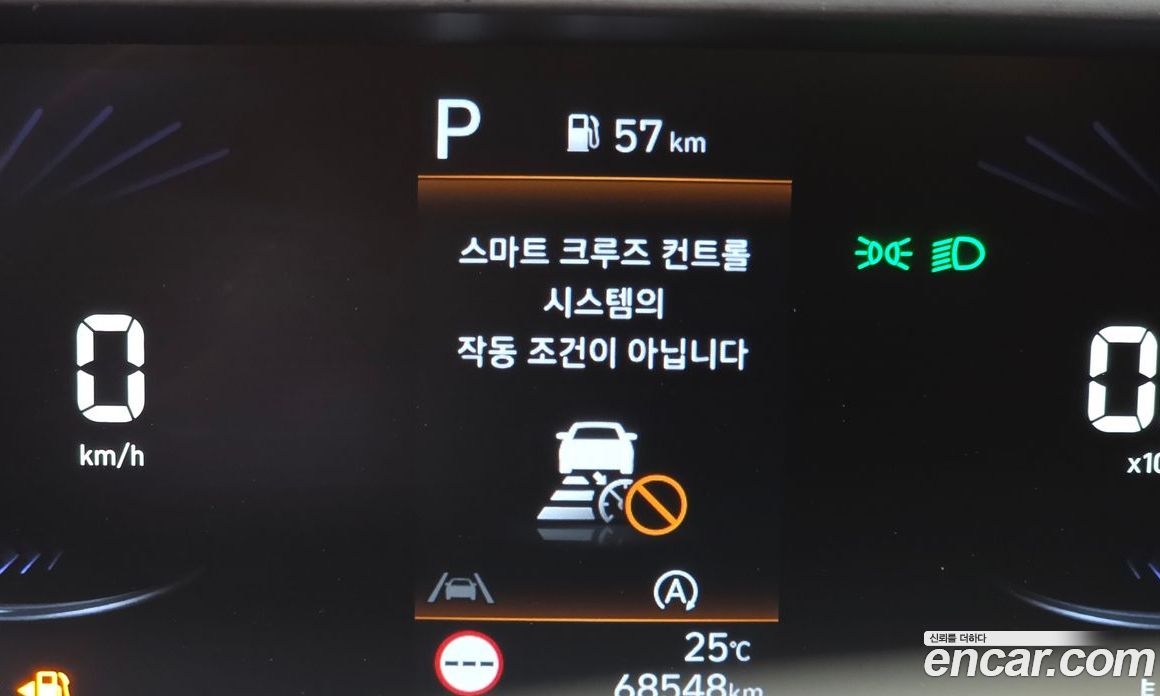 P 57 km
스마트 크루즈 컨트롤
시스템의
작동 조건이 아닙니다
0
km/h
0
A
---
25℃
68548km
신뢰를 더하다
encar.com